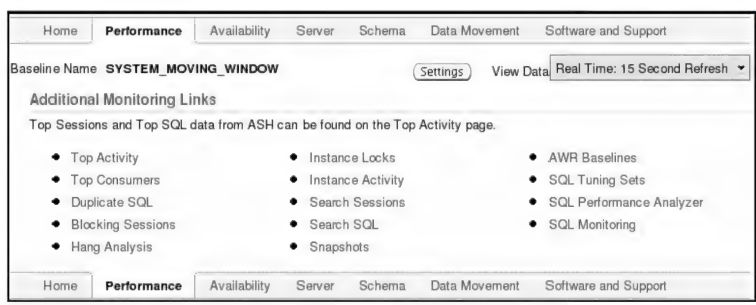 Home Performance Availability Server Schema Data Movement Software and Support
Baseline Name SYSTEM_MOVING_WINDOW Settings View Data Real Time: 15 Second Refresh
Additional Monitoring Links
Top Sessions and Top SQL data from ASH can be found on the Top Activity page.
Top Activity
Top Consumers
Duplicate SQL
Blocking Sessions
Hang Analysis
Instance Locks
Instance Activity
Search Sessions
Search SQL
Snapshots
AWR Baselines
SQL Tuning Sets
SQL Performance Analyzer
SQL Monitoring
Home Performance Availability Server Schema Data Movement Software and Support